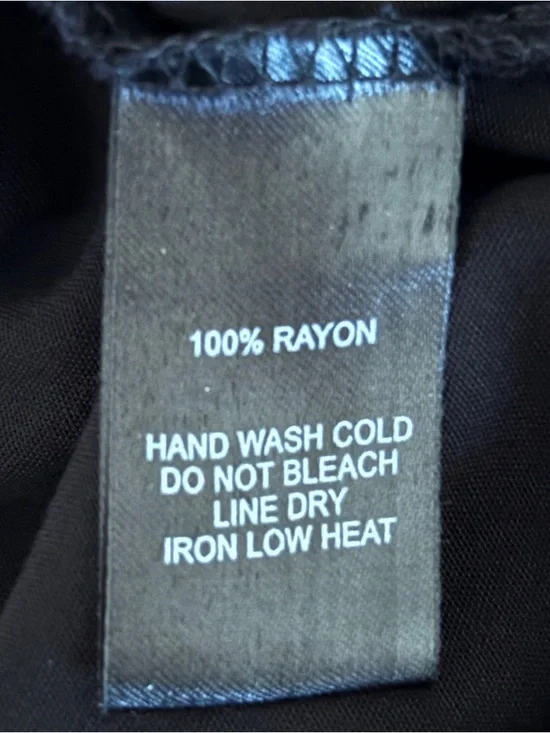 100% RAYON
HAND WASH COLD
DO NOT BLEACH
LINE DRY
IRON LOW HEAT